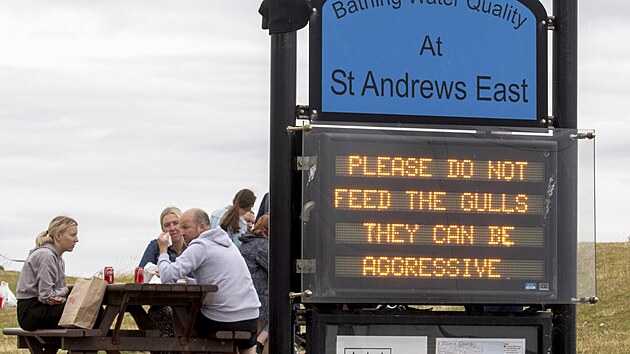 Bathing Water Quality
At
St Andrews East
PLEASE DO NOT
FEED THE GULLS
THEY CAN BE
AGGRESSIVE